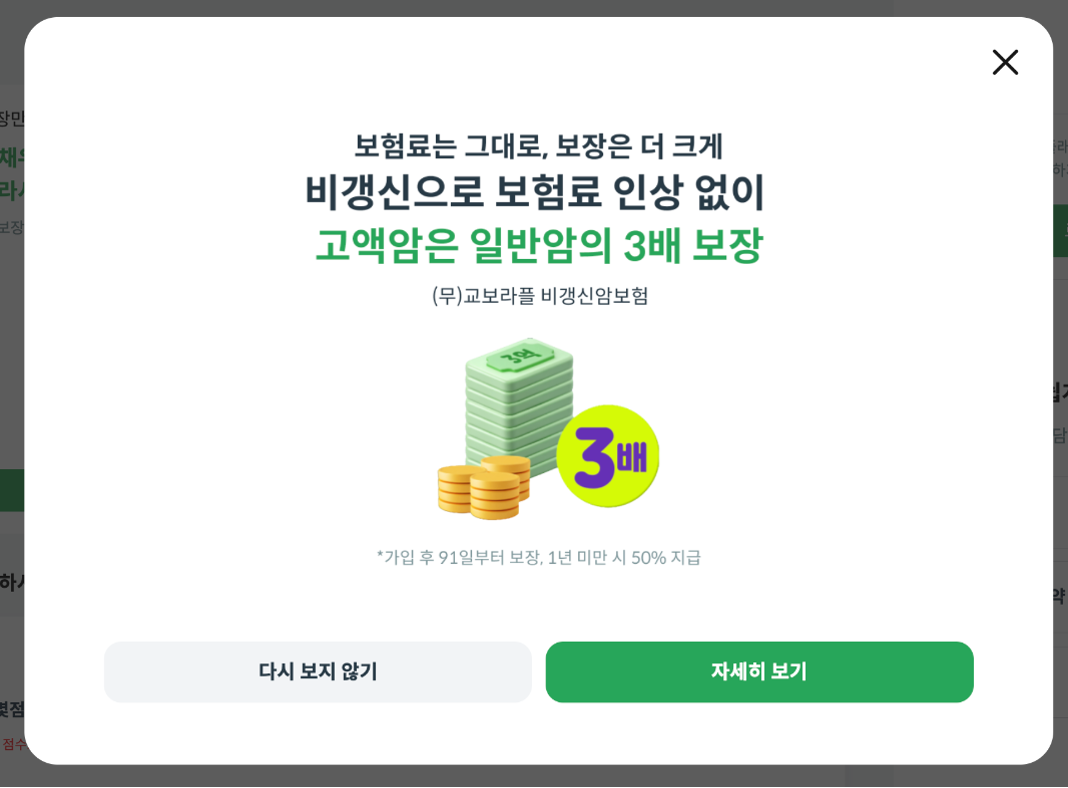 보험료는 그대로, 보장은 더 크게
비갱신으로 보험료 인상 없이
고액암은 일반암의 3배 보장
(무)교보라플 비갱신암보험
3억
3배
*가입 후 91일부터 보장, 1년 미만 시 50% 지급
다시 보지 않기
자세히 보기
점수